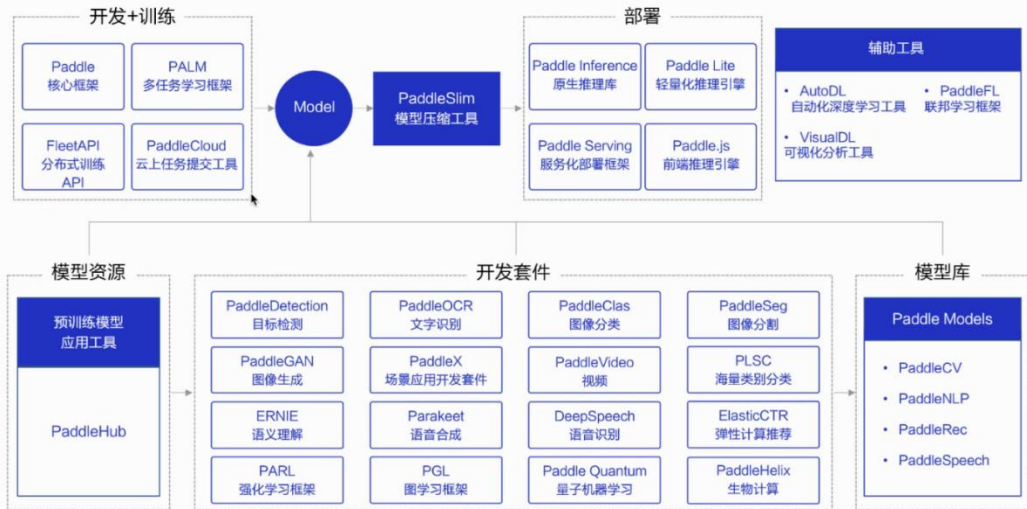 开发+训练
Paddle
核心框架
PALM
多任务学习框架
FleetAPI
分布式训练
API
PaddleCloud
云上任务提交工具
Model
PaddleSlim
模型压缩工具
部署
Paddle Inference
原生推理库
Paddle Lite
轻量化推理引擎
Paddle Serving
服务化部署框架
Paddle.js
前端推理引擎
辅助工具
• AutoDL
自动化深度学习工具
• PaddleFL
联邦学习框架
• VisualDL
可视化分析工具
模型资源
预训练模型
应用工具
PaddleHub
开发套件
PaddleDetection
目标检测
PaddleOCR
文字识别
PaddleClas
图像分类
PaddleSeg
图像分割
PaddleGAN
图像生成
PaddleX
场景应用开发套件
PaddleVideo
视频
PLSC
海量类别分类
ERNIE
语义理解
Parakeet
语音合成
DeepSpeech
语音识别
ElasticCTR
弹性计算推荐
PARL
强化学习框架
PGL
图学习框架
Paddle Quantum
量子机器学习
PaddleHelix
生物计算
模型库
Paddle Models
• PaddleCV
• PaddleNLP
• PaddleRec
• PaddleSpeech